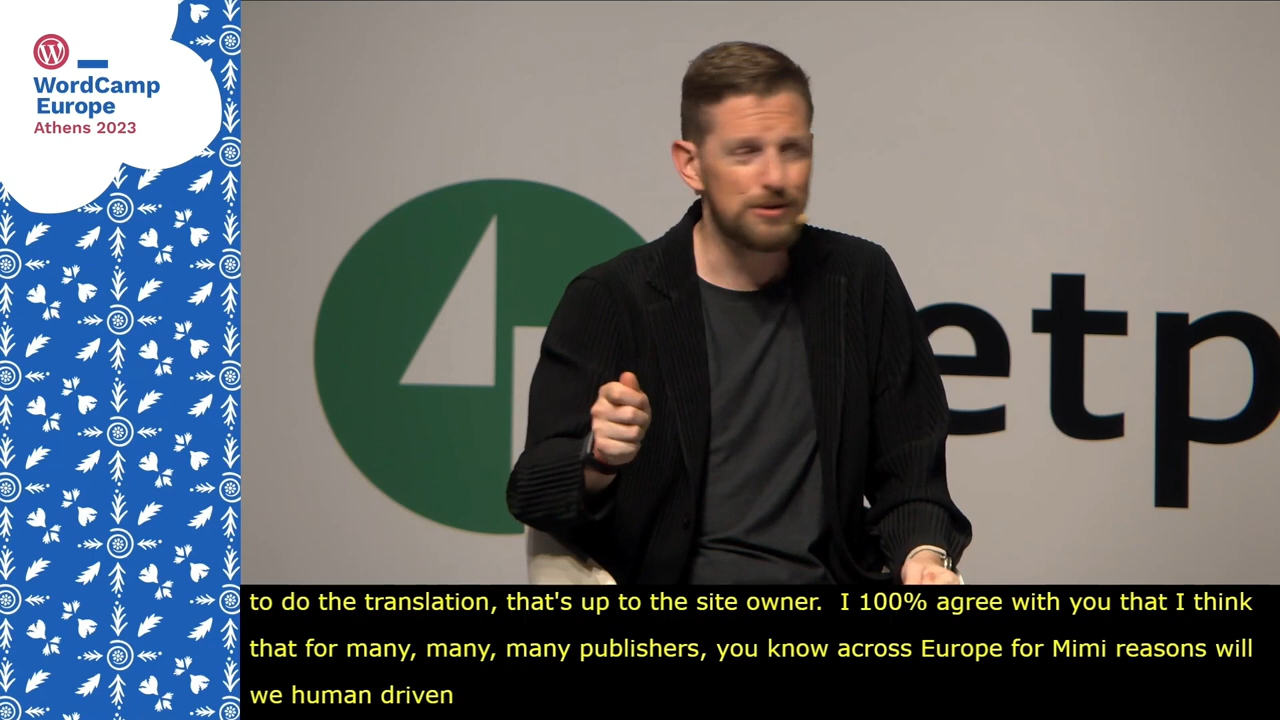 WordCamp
Europe
Athens 2023
etp
to do the translation, that's up to the site owner.  I 100% agree with you that I think
that for many, many, many publishers, you know across Europe for Mimi reasons will
we human driven